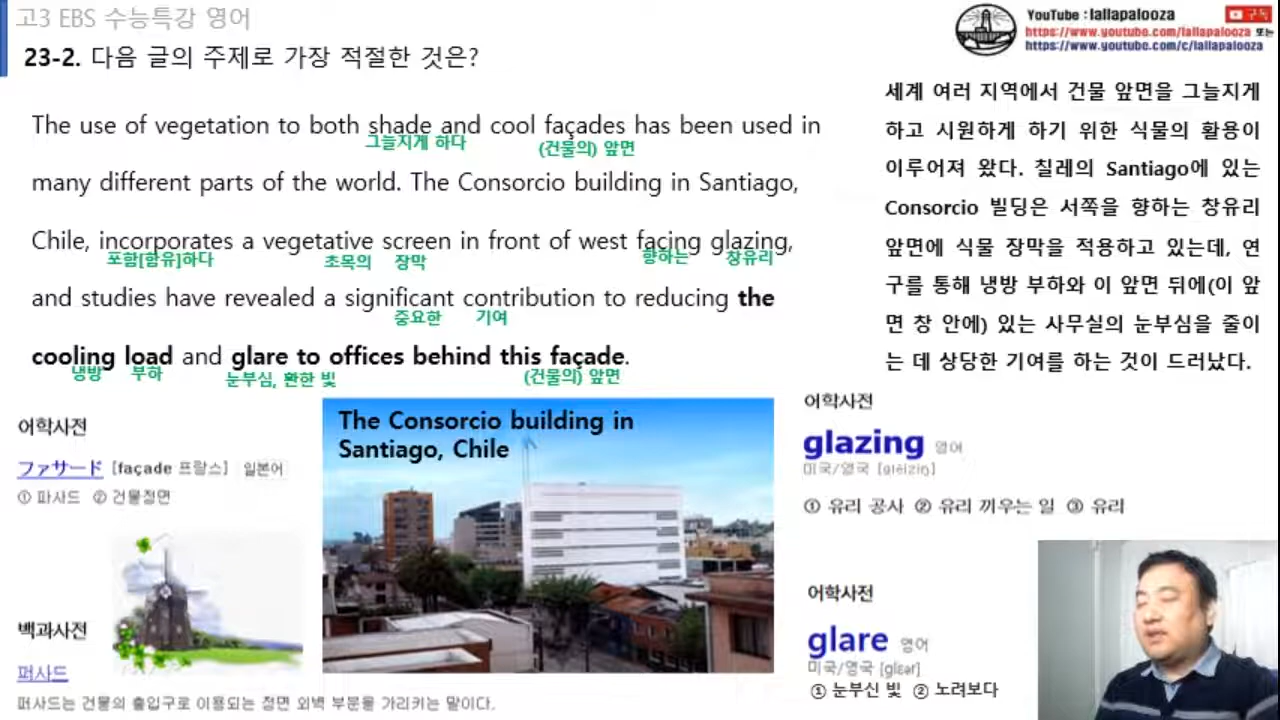 고3 EBS 수능특강 영어
23-2. 다음 글의 주제로 가장 적절한 것은?
YouTube : lallapalooza
구독
https://www.youtube.com/lallapalooza 또는
https://www.youtube.com/c/lallapalooza
The use of vegetation to both shade and cool façades has been used in
그늘지게 하다 (건물의) 앞면
many different parts of the world. The Consorcio building in Santiago,
Chile, incorporates a vegetative screen in front of west facing glazing,
포함[함유]하다 초목의 장막 향하는 창유리
and studies have revealed a significant contribution to reducing the
중요한 기여
cooling load and glare to offices behind this façade.
냉방 부하 눈부심, 환한 빛 (건물의) 앞면
세계 여러 지역에서 건물 앞면을 그늘지게
하고 시원하게 하기 위한 식물의 활용이
이루어져 왔다. 칠레의 Santiago에 있는
Consorcio 빌딩은 서쪽을 향하는 창유리
앞면에 식물 장막을 적용하고 있는데, 연
구를 통해 냉방 부하와 이 앞면 뒤에(이 앞
면 창 안에) 있는 사무실의 눈부심을 줄이
는 데 상당한 기여를 하는 것이 드러났다.
어학사전
ファサード [façade 프랑스] 일본어
① 파사드 ② 건물정면
백과사전
퍼사드
퍼사드는 건물의 출입구로 이용되는 정면 외벽 부분을 가리키는 말이다.
The Consorcio building in
Santiago, Chile
어학사전
glazing 영어
미국/영국 [gléiziŋ]
① 유리 공사 ② 유리 끼우는 일 ③ 유리
어학사전
glare 영어
미국/영국 [glɛər]
① 눈부신 빛 ② 노려보다